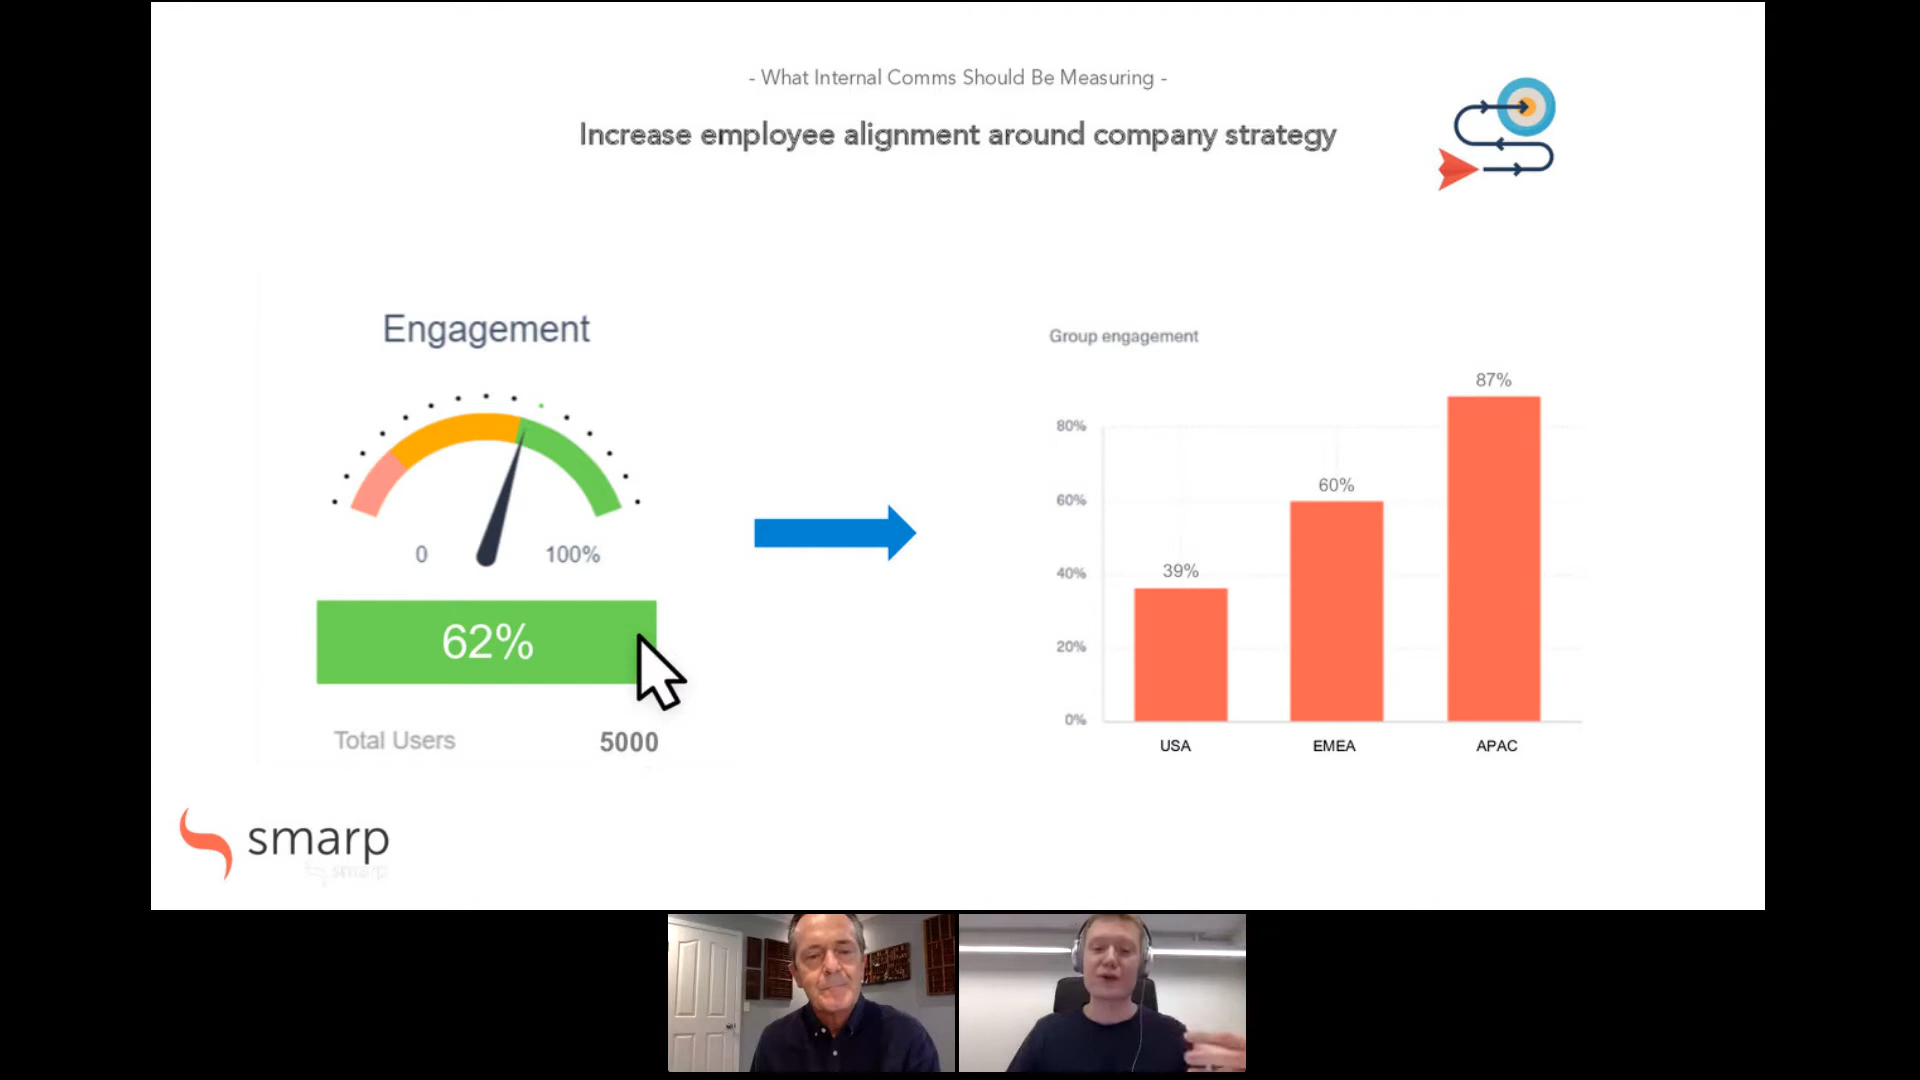 - What Internal Comms Should Be Measuring -
Increase employee alignment around company strategy
Engagement
0
100%
62%
Total Users
5000
Group engagement
80%
60%
40%
20%
0%
39%
60%
87%
USA
EMEA
APAC
smarp
smarp